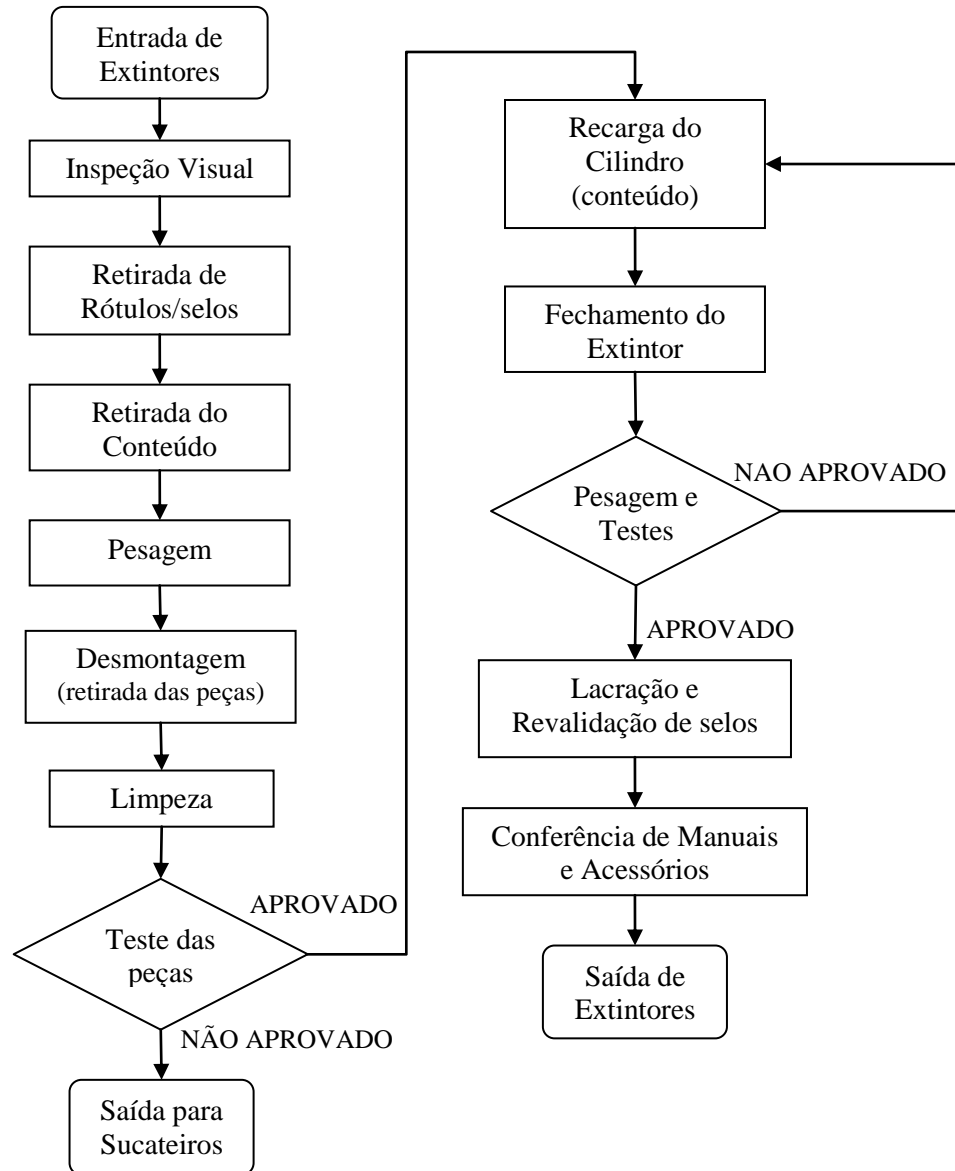 Entrada de
Extintores
Inspeção Visual
Retirada de
Rótulos/selos
Retirada do
Conteúdo
Pesagem
Desmontagem
(retirada das peças)
Limpeza
Teste das
peças
APROVADO
NÃO APROVADO
Saída para
Sucateiros
Recarga do
Cilindro
(conteúdo)
Fechamento do
Extintor
Pesagem e
Testes
NAO APROVADO
APROVADO
Lacração e
Revalidação de selos
Conferência de Manuais
e Acessórios
Saída de
Extintores